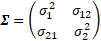 Σ = ( σ₁² σ₁₂
σ₂₁ σ₂² )